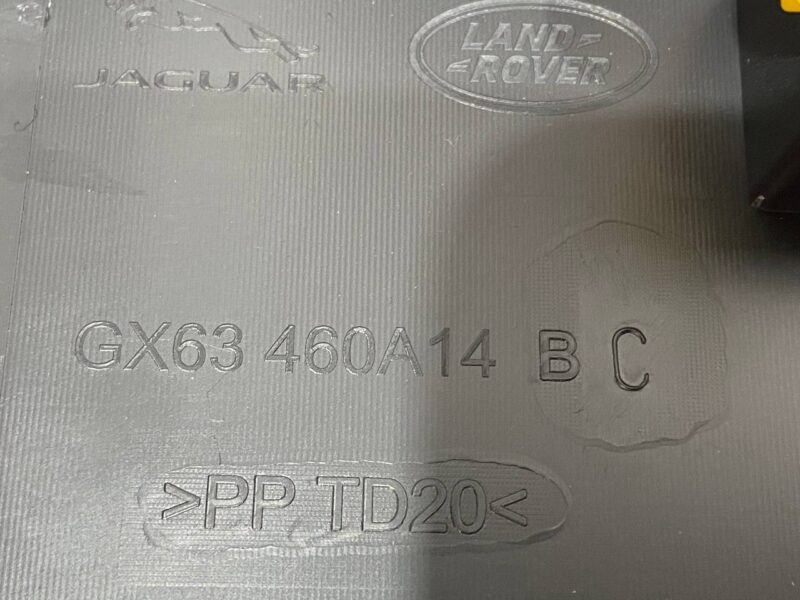 JAGUAR
LAND
ROVER
GX63 460A14 B C
>PP TD20<